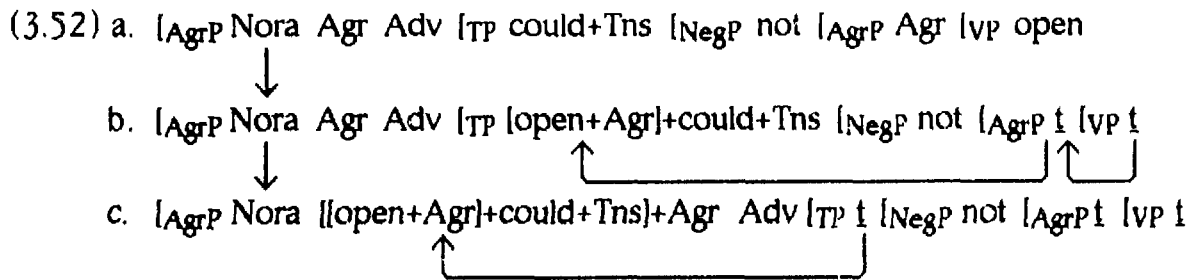 (3.52) a. [AgrP Nora Agr Adv [TP could+Tns [NegP not [AgrP Agr [VP open
b. [AgrP Nora Agr Adv [TP [open+Agr]+could+Tns [NegP not [AgrP t [VP t
c. [AgrP Nora [[open+Agr]+could+Tns]+Agr Adv [TP t [NegP not [AgrP t [VP t